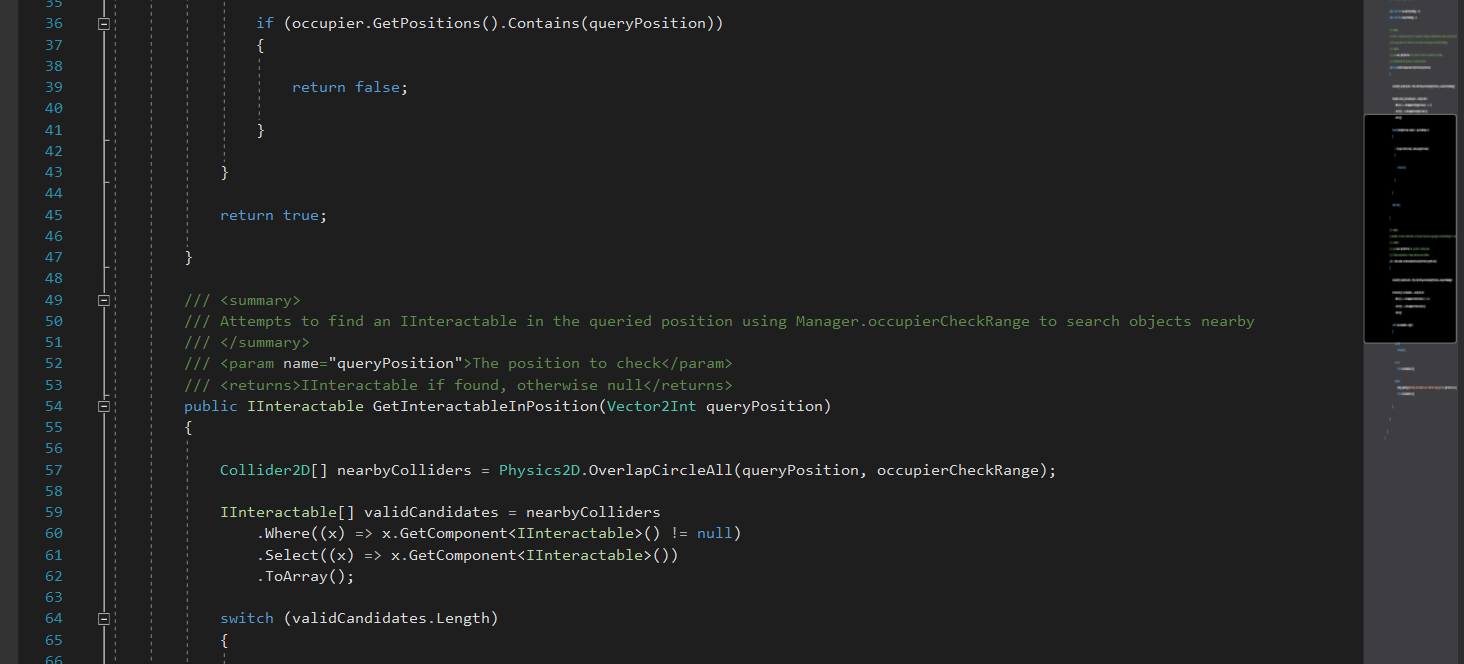 35
36 if (occupier.GetPositions().Contains(queryPosition))
37 {
38
39 return false;
40
41 }
42
43 }
44
45 return true;
46
47 }
48
49 /// <summary>
50 /// Attempts to find an IInteractable in the queried position using Manager.occupierCheckRange to search objects nearby
51 /// </summary>
52 /// <param name="queryPosition">The position to check</param>
53 /// <returns>IInteractable if found, otherwise null</returns>
54 public IInteractable GetInteractableInPosition(Vector2Int queryPosition)
55 {
56
57 Collider2D[] nearbyColliders = Physics2D.OverlapCircleAll(queryPosition, occupierCheckRange);
58
59 IInteractable[] validCandidates = nearbyColliders
60 .Where((x) => x.GetComponent<IInteractable>() != null)
61 .Select((x) => x.GetComponent<IInteractable>())
62 .ToArray();
63
64 switch (validCandidates.Length)
65 {
66